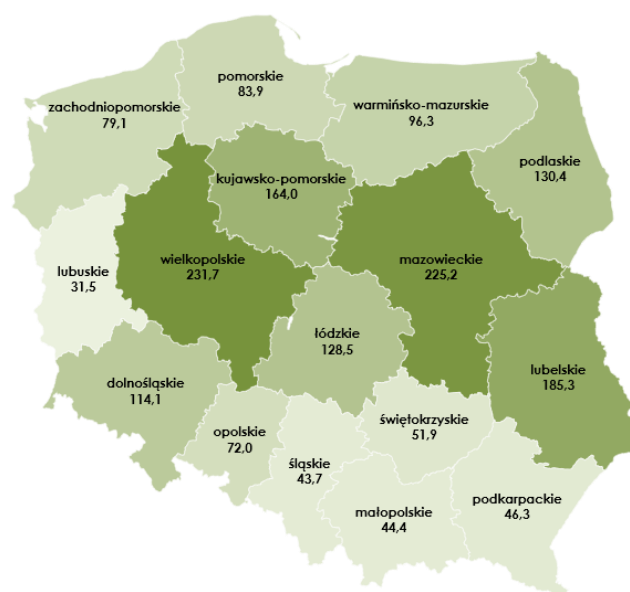 pomorskie
83,9
zachodniopomorskie
79,1
warmińsko-mazurskie
96,3
podlaskie
130,4
kujawsko-pomorskie
164,0
lubuskie
31,5
wielkopolskie
231,7
mazowieckie
225,2
łódzkie
128,5
lubelskie
185,3
dolnośląskie
114,1
opolskie
72,0
śląskie
43,7
świętokrzyskie
51,9
małopolskie
44,4
podkarpackie
46,3